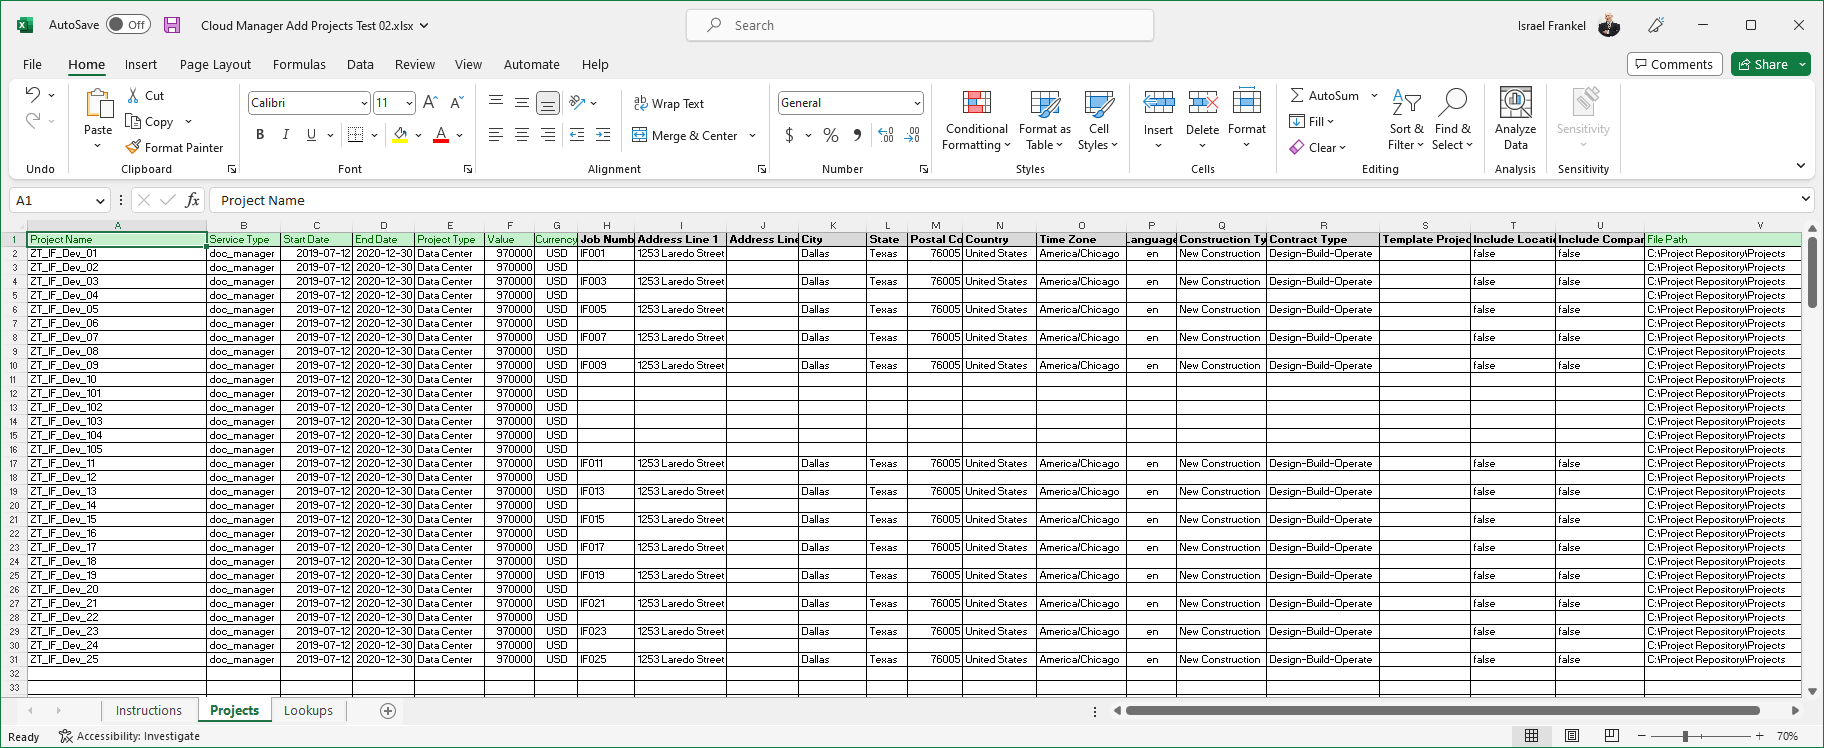 AutoSave Off Cloud Manager Add Projects Test 02.xlsx Search Israel Frankel
File Home Insert Page Layout Formulas Data Review View Automate Help Comments Share
Cut
Calibri 11 Wrap Text General AutoSum
Copy Fill
Paste Conditional Format as Cell Insert Delete Format Sort & Find & Analyze Sensitivity
B I U Merge & Center $ %
Format Painter Formatting Table Styles Clear Filter Select Data
Undo Clipboard Font Alignment Number Styles Cells Editing Analysis Sensitivity
A1 fx Project Name
A B C D E F G H I J K L M N O P Q R S T U V
1 Project Name Service Type Start Date End Date Project Type Value Currency Job Numb Address Line 1 Address Line City State Postal Co Country Time Zone Language Construction Ty Contract Type Template Projec Include Locati Include Compar File Path
2 ZT_IF_Dev_01 doc_manager 2019-07-12 2020-12-30 Data Center 970000 USD IF001 1253 Laredo Street Dallas Texas 76005 United States America/Chicago en New Construction Design-Build-Operate false false C:\Project Repository\Projects
3 ZT_IF_Dev_02 doc_manager 2019-07-12 2020-12-30 Data Center 970000 USD C:\Project Repository\Projects
4 ZT_IF_Dev_03 doc_manager 2019-07-12 2020-12-30 Data Center 970000 USD IF003 1253 Laredo Street Dallas Texas 76005 United States America/Chicago en New Construction Design-Build-Operate false false C:\Project Repository\Projects
5 ZT_IF_Dev_04 doc_manager 2019-07-12 2020-12-30 Data Center 970000 USD C:\Project Repository\Projects
6 ZT_IF_Dev_05 doc_manager 2019-07-12 2020-12-30 Data Center 970000 USD IF005 1253 Laredo Street Dallas Texas 76005 United States America/Chicago en New Construction Design-Build-Operate false false C:\Project Repository\Projects
7 ZT_IF_Dev_06 doc_manager 2019-07-12 2020-12-30 Data Center 970000 USD C:\Project Repository\Projects
8 ZT_IF_Dev_07 doc_manager 2019-07-12 2020-12-30 Data Center 970000 USD IF007 1253 Laredo Street Dallas Texas 76005 United States America/Chicago en New Construction Design-Build-Operate false false C:\Project Repository\Projects
9 ZT_IF_Dev_08 doc_manager 2019-07-12 2020-12-30 Data Center 970000 USD C:\Project Repository\Projects
10 ZT_IF_Dev_09 doc_manager 2019-07-12 2020-12-30 Data Center 970000 USD IF009 1253 Laredo Street Dallas Texas 76005 United States America/Chicago en New Construction Design-Build-Operate false false C:\Project Repository\Projects
11 ZT_IF_Dev_10 doc_manager 2019-07-12 2020-12-30 Data Center 970000 USD C:\Project Repository\Projects
12 ZT_IF_Dev_101 doc_manager 2019-07-12 2020-12-30 Data Center 970000 USD C:\Project Repository\Projects
13 ZT_IF_Dev_102 doc_manager 2019-07-12 2020-12-30 Data Center 970000 USD C:\Project Repository\Projects
14 ZT_IF_Dev_103 doc_manager 2019-07-12 2020-12-30 Data Center 970000 USD C:\Project Repository\Projects
15 ZT_IF_Dev_104 doc_manager 2019-07-12 2020-12-30 Data Center 970000 USD C:\Project Repository\Projects
16 ZT_IF_Dev_105 doc_manager 2019-07-12 2020-12-30 Data Center 970000 USD C:\Project Repository\Projects
17 ZT_IF_Dev_11 doc_manager 2019-07-12 2020-12-30 Data Center 970000 USD IF011 1253 Laredo Street Dallas Texas 76005 United States America/Chicago en New Construction Design-Build-Operate false false C:\Project Repository\Projects
18 ZT_IF_Dev_12 doc_manager 2019-07-12 2020-12-30 Data Center 970000 USD C:\Project Repository\Projects
19 ZT_IF_Dev_13 doc_manager 2019-07-12 2020-12-30 Data Center 970000 USD IF013 1253 Laredo Street Dallas Texas 76005 United States America/Chicago en New Construction Design-Build-Operate false false C:\Project Repository\Projects
20 ZT_IF_Dev_14 doc_manager 2019-07-12 2020-12-30 Data Center 970000 USD C:\Project Repository\Projects
21 ZT_IF_Dev_15 doc_manager 2019-07-12 2020-12-30 Data Center 970000 USD IF015 1253 Laredo Street Dallas Texas 76005 United States America/Chicago en New Construction Design-Build-Operate false false C:\Project Repository\Projects
22 ZT_IF_Dev_16 doc_manager 2019-07-12 2020-12-30 Data Center 970000 USD C:\Project Repository\Projects
23 ZT_IF_Dev_17 doc_manager 2019-07-12 2020-12-30 Data Center 970000 USD IF017 1253 Laredo Street Dallas Texas 76005 United States America/Chicago en New Construction Design-Build-Operate false false C:\Project Repository\Projects
24 ZT_IF_Dev_18 doc_manager 2019-07-12 2020-12-30 Data Center 970000 USD C:\Project Repository\Projects
25 ZT_IF_Dev_19 doc_manager 2019-07-12 2020-12-30 Data Center 970000 USD IF019 1253 Laredo Street Dallas Texas 76005 United States America/Chicago en New Construction Design-Build-Operate false false C:\Project Repository\Projects
26 ZT_IF_Dev_20 doc_manager 2019-07-12 2020-12-30 Data Center 970000 USD C:\Project Repository\Projects
27 ZT_IF_Dev_21 doc_manager 2019-07-12 2020-12-30 Data Center 970000 USD IF021 1253 Laredo Street Dallas Texas 76005 United States America/Chicago en New Construction Design-Build-Operate false false C:\Project Repository\Projects
28 ZT_IF_Dev_22 doc_manager 2019-07-12 2020-12-30 Data Center 970000 USD C:\Project Repository\Projects
29 ZT_IF_Dev_23 doc_manager 2019-07-12 2020-12-30 Data Center 970000 USD IF023 1253 Laredo Street Dallas Texas 76005 United States America/Chicago en New Construction Design-Build-Operate false false C:\Project Repository\Projects
30 ZT_IF_Dev_24 doc_manager 2019-07-12 2020-12-30 Data Center 970000 USD C:\Project Repository\Projects
31 ZT_IF_Dev_25 doc_manager 2019-07-12 2020-12-30 Data Center 970000 USD IF025 1253 Laredo Street Dallas Texas 76005 United States America/Chicago en New Construction Design-Build-Operate false false C:\Project Repository\Projects
32
33
Instructions Projects Lookups
Ready Accessibility: Investigate 70%